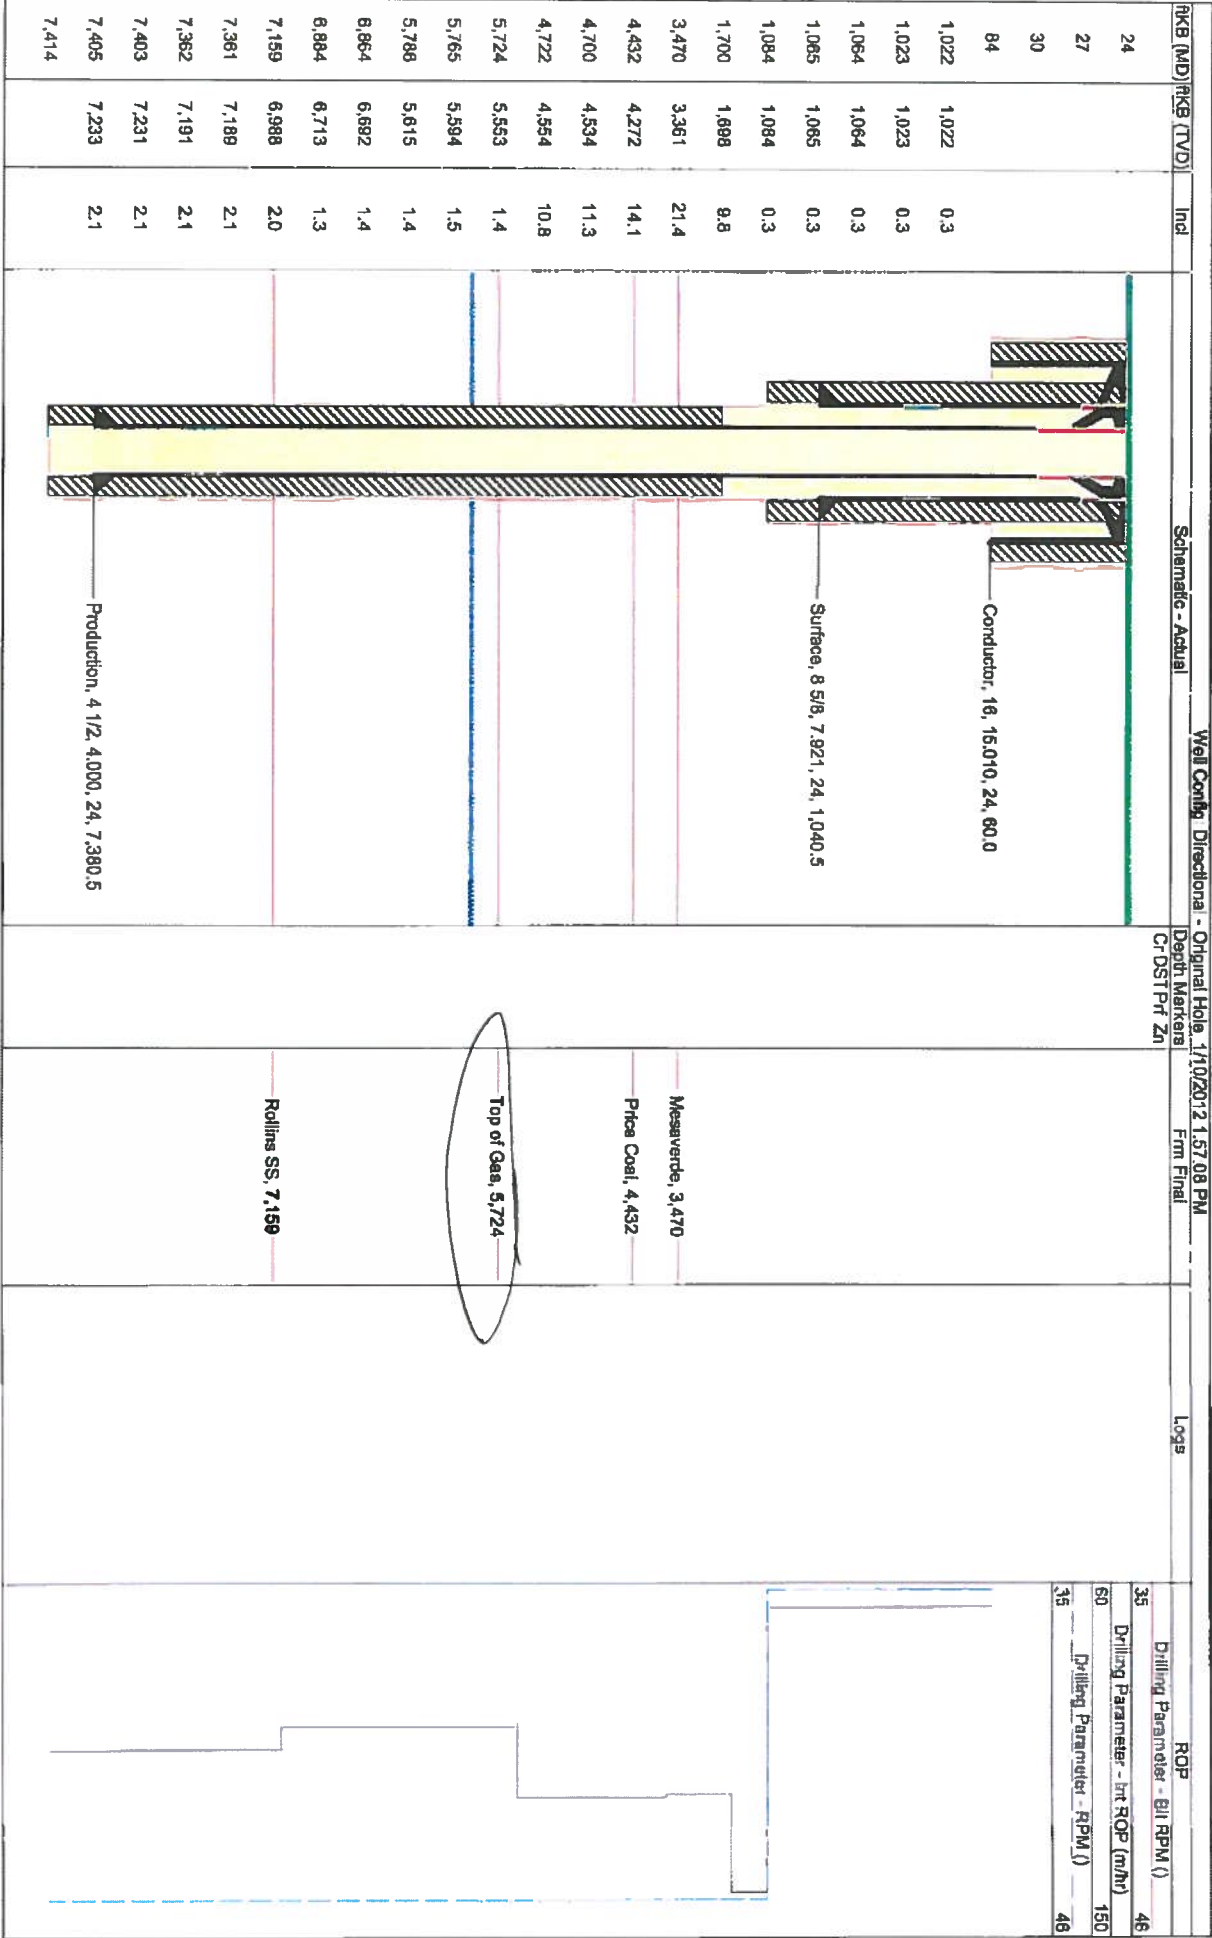 Well Config: Directional - Original Hole, 1/10/2012 1:57:08 PM
ftKB (MD) ftKB (TVD) Incl Schematic - Actual Depth Markers Frm Final Logs ROP
Cr DST Prf Zn
Drilling Parameter - Bit RPM ()
35 46
Drilling Parameter - Int ROP (m/hr)
60 150
Drilling Parameter - RPM ()
35 46
24
27
30
84
1,022 1,022 0.3
1,023 1,023 0.3
1,064 1,064 0.3
1,065 1,065 0.3
1,084 1,084 0.3
1,700 1,698 9.8
3,470 3,361 21.4
4,432 4,272 14.1
4,700 4,534 11.3
4,722 4,554 10.8
5,724 5,553 1.4
5,765 5,594 1.5
5,788 5,615 1.4
6,864 6,692 1.4
6,884 6,713 1.3
7,159 6,988 2.0
7,361 7,189 2.1
7,362 7,191 2.1
7,403 7,231 2.1
7,405 7,233 2.1
7,414
Conductor, 16, 15.010, 24, 60.0
Surface, 8 5/8, 7.921, 24, 1,040.5
Production, 4 1/2, 4.000, 24, 7,380.5
Mesaverde, 3,470
Price Coal, 4,432
Top of Gas, 5,724
Rollins SS, 7,159